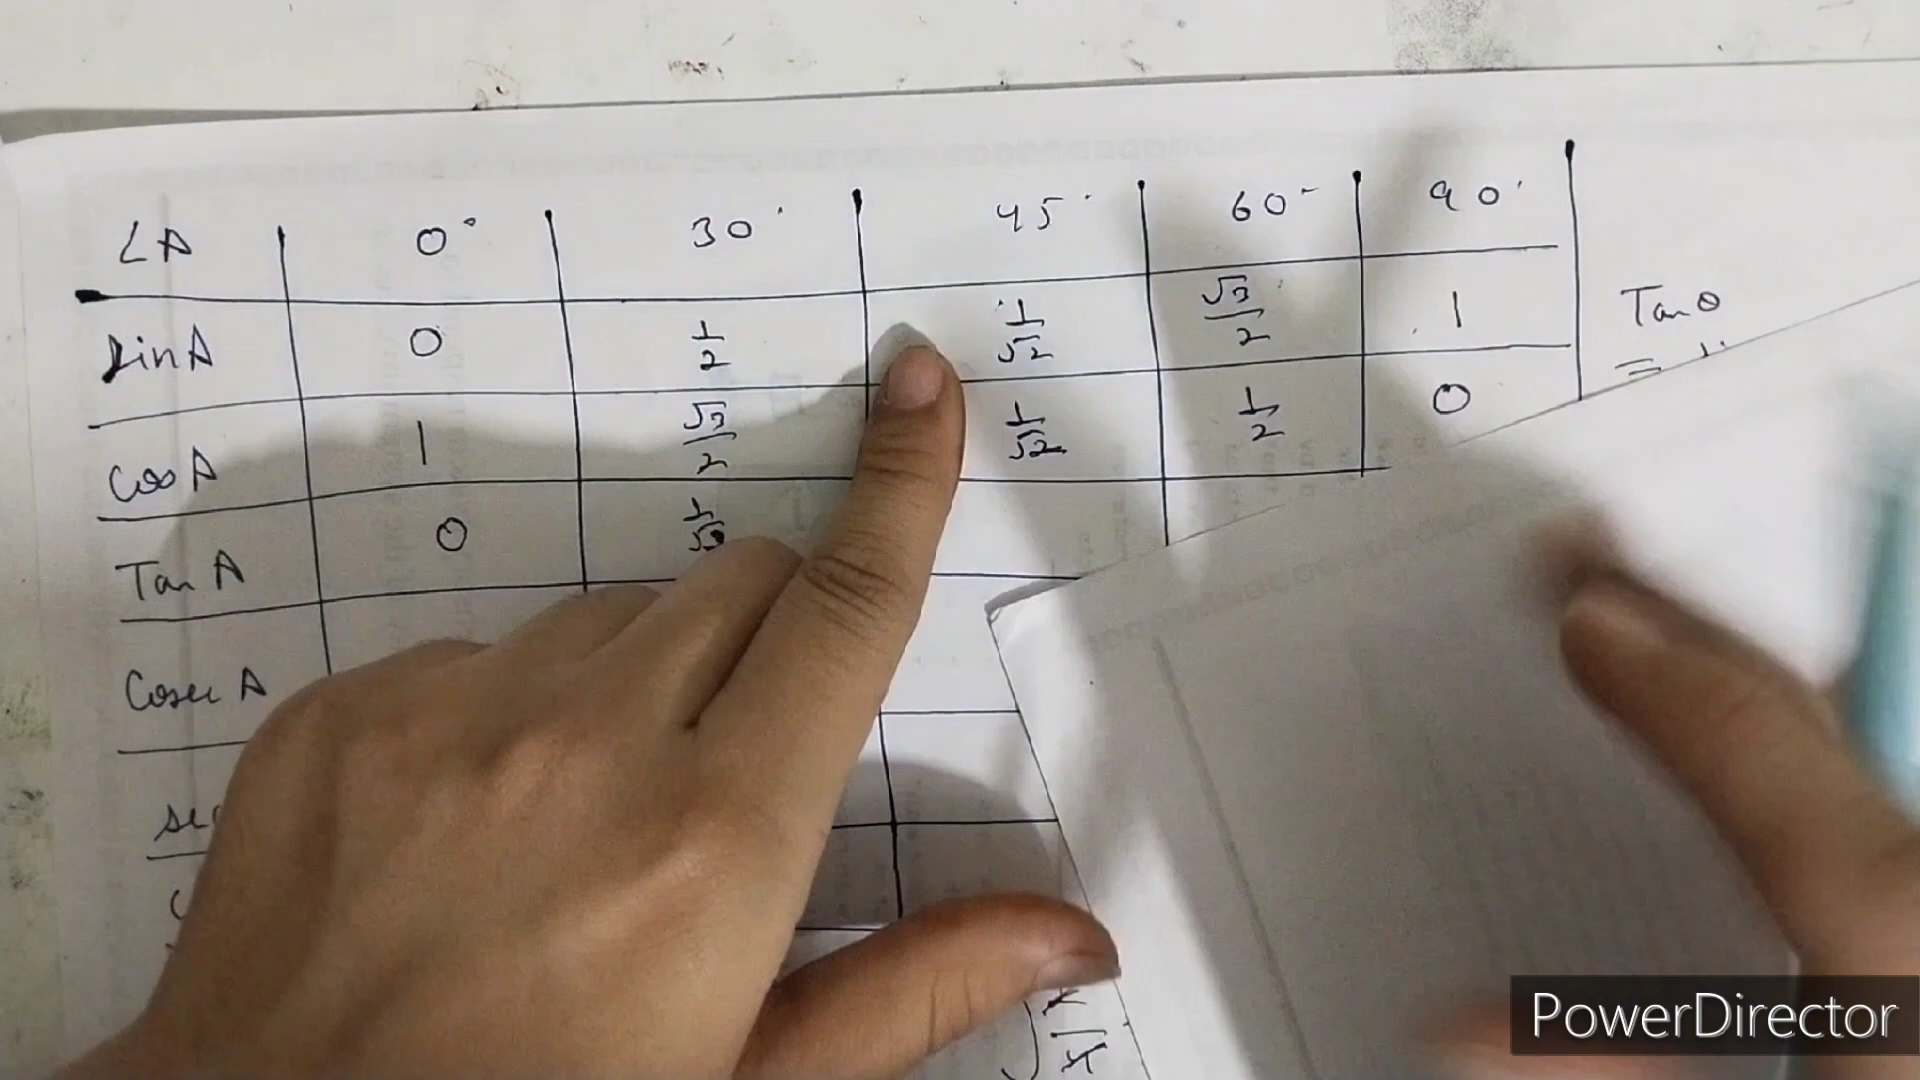 ∠A 0° 30° 45° 60° 90°
sin A 0 1/2 1/√2 √3/2 1
cos A 1 √3/2 1/√2 1/2 0
Tan A 0 1/√3
Cosec A
sec
Tan θ
=
PowerDirector